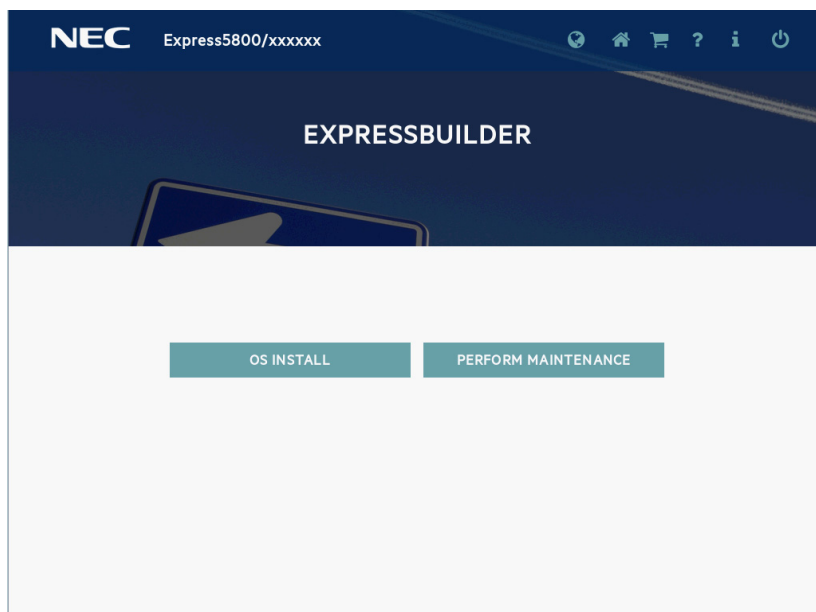 NEC Express5800/xxxxxx
EXPRESSBUILDER
OS INSTALL PERFORM MAINTENANCE